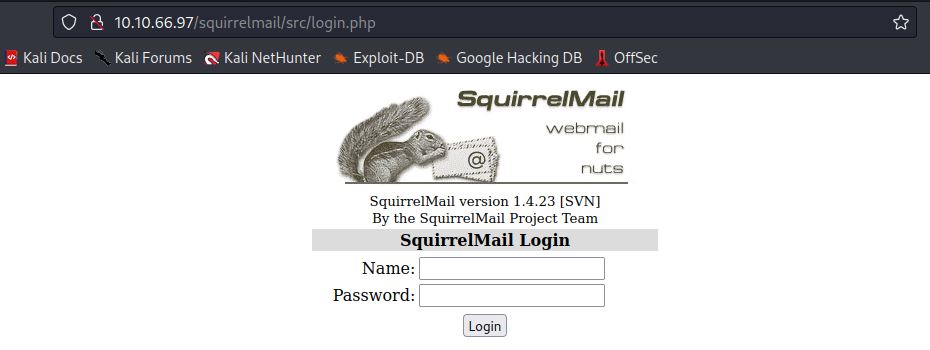 10.10.66.97/squirrelmail/src/login.php
Kali Docs Kali Forums Kali NetHunter Exploit-DB Google Hacking DB OffSec
SquirrelMail
webmail
for
nuts
@
SquirrelMail version 1.4.23 [SVN]
By the SquirrelMail Project Team
SquirrelMail Login
Name:
Password:
Login